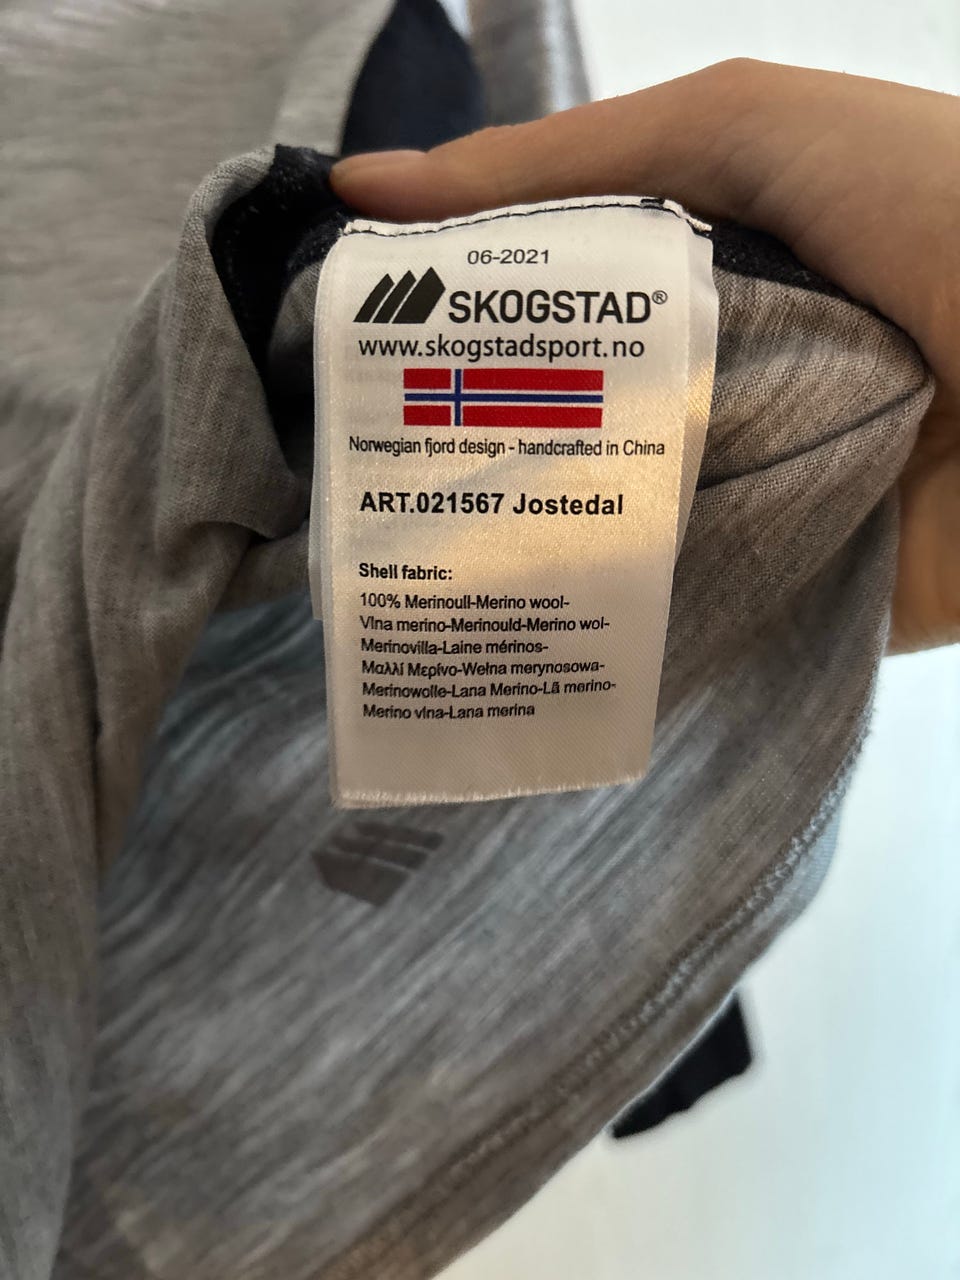 06-2021
SKOGSTAD®
www.skogstadsport.no
Norwegian fjord design - handcrafted in China
ART.021567 Jostedal
Shell fabric:
100% Merinoull-Merino wool-
Vlna merino-Merinould-Merino wol-
Merinovilla-Laine mérinos-
Μαλλί Μερίνο-Wełna merynosowa-
Merinowolle-Lana Merino-Lã merino-
Merino vlna-Lana merina